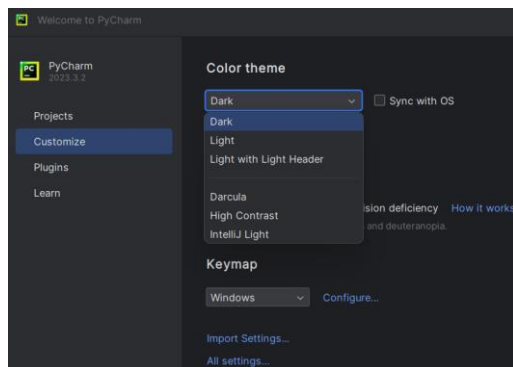 PC Welcome to PyCharm
PC PyCharm
2023.3.2
Projects
Customize
Plugins
Learn
Color theme
Dark
Sync with OS
Dark
Light
Light with Light Header
Darcula
High Contrast
IntelliJ Light
ision deficiency How it works
and deuteranopia.
Keymap
Windows Configure...
Import Settings...
All settings...